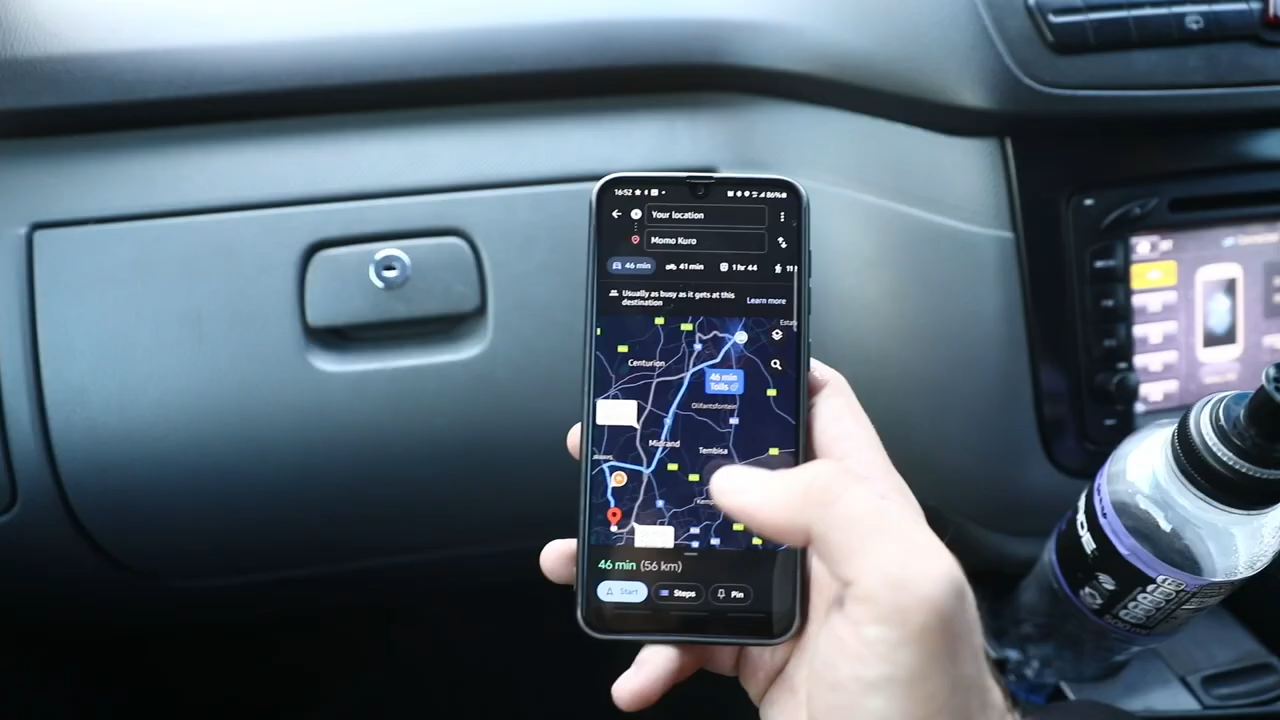 16:52
86%
Your location
Momo Kuro
46 min
41 min
1 hr 44
11
Usually as busy as it gets at this
destination
Learn more
Centurion
46 min
Tolls
Olifantsfontein
Midrand
Tembisa
46 min (56 km)
Start
Steps
Pin